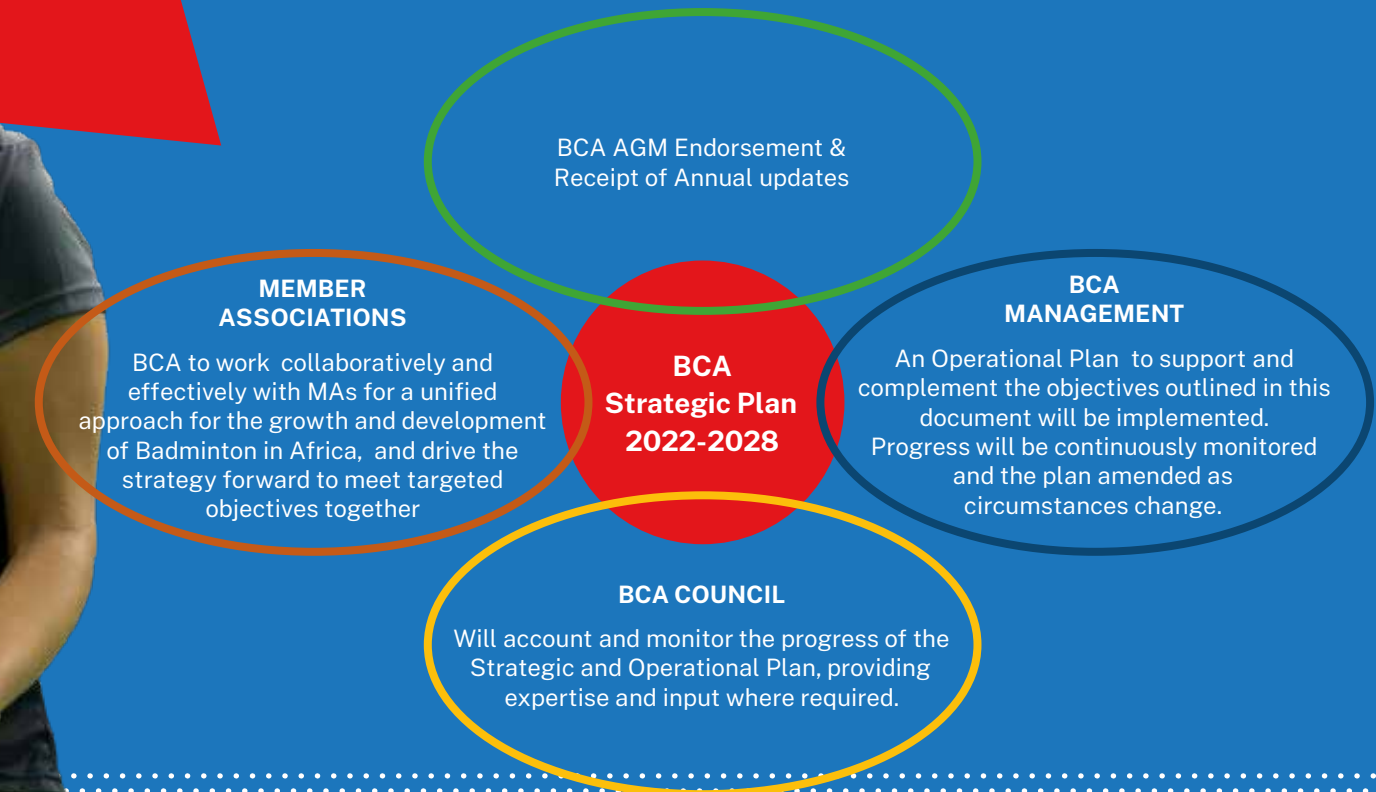 BCA AGM Endorsement &
Receipt of Annual updates
MEMBER
ASSOCIATIONS
BCA to work collaboratively and
effectively with MAs for a unified
approach for the growth and development
of Badminton in Africa, and drive the
strategy forward to meet targeted
objectives together
BCA
Strategic Plan
2022-2028
BCA
MANAGEMENT
An Operational Plan to support and
complement the objectives outlined in this
document will be implemented.
Progress will be continuously monitored
and the plan amended as
circumstances change.
BCA COUNCIL
Will account and monitor the progress of the
Strategic and Operational Plan, providing
expertise and input where required.